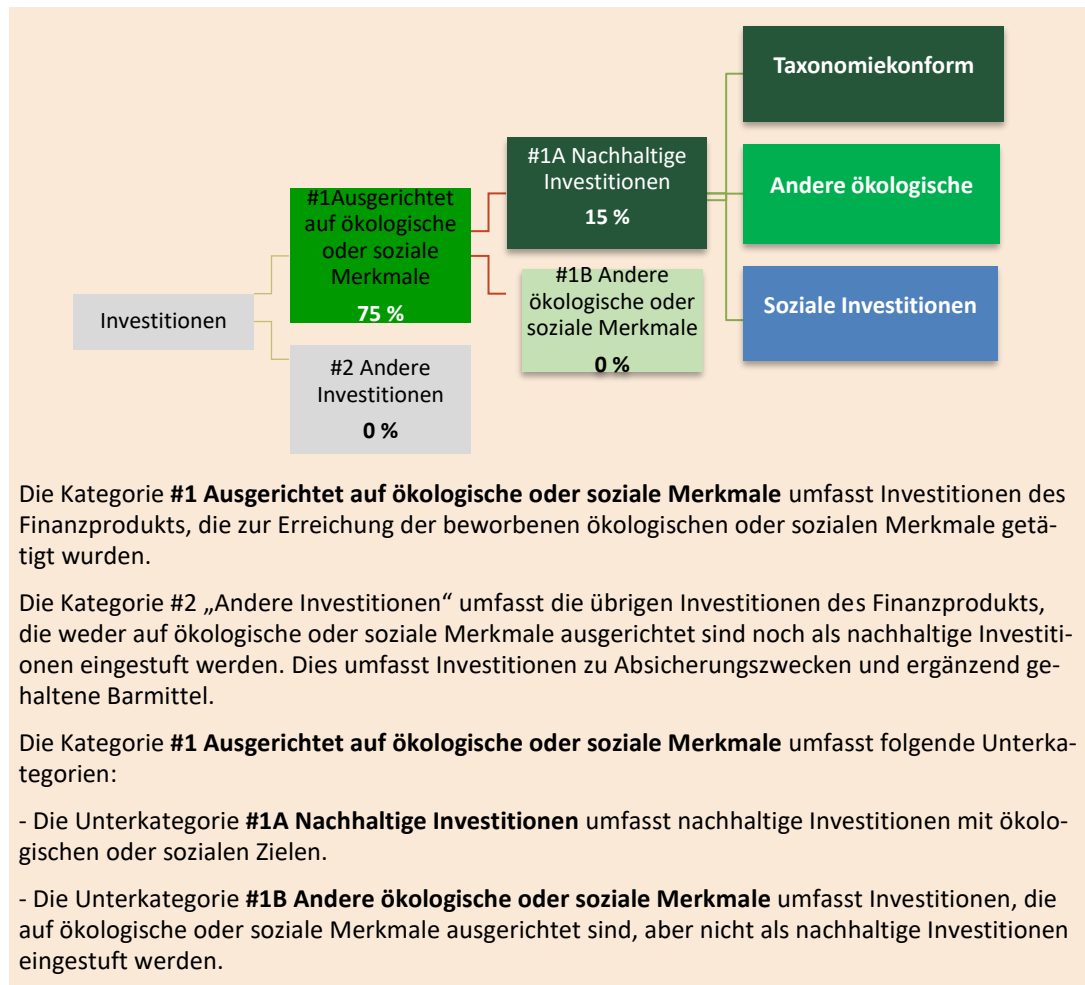 Taxonomiekonform
#1A Nachhaltige
Investitionen
15 %
Andere ökologische
#1Ausgerichtet
auf ökologische
oder soziale
Merkmale
75 %
#1B Andere
ökologische oder
soziale Merkmale
0 %
Soziale Investitionen
Investitionen
#2 Andere
Investitionen
0 %
Die Kategorie #1 Ausgerichtet auf ökologische oder soziale Merkmale umfasst Investitionen des
Finanzprodukts, die zur Erreichung der beworbenen ökologischen oder sozialen Merkmale getä-
tigt wurden.
Die Kategorie #2 „Andere Investitionen“ umfasst die übrigen Investitionen des Finanzprodukts,
die weder auf ökologische oder soziale Merkmale ausgerichtet sind noch als nachhaltige Investiti-
onen eingestuft werden. Dies umfasst Investitionen zu Absicherungszwecken und ergänzend ge-
haltene Barmittel.
Die Kategorie #1 Ausgerichtet auf ökologische oder soziale Merkmale umfasst folgende Unterka-
tegorien:
- Die Unterkategorie #1A Nachhaltige Investitionen umfasst nachhaltige Investitionen mit ökolo-
gischen oder sozialen Zielen.
- Die Unterkategorie #1B Andere ökologische oder soziale Merkmale umfasst Investitionen, die
auf ökologische oder soziale Merkmale ausgerichtet sind, aber nicht als nachhaltige Investitionen
eingestuft werden.